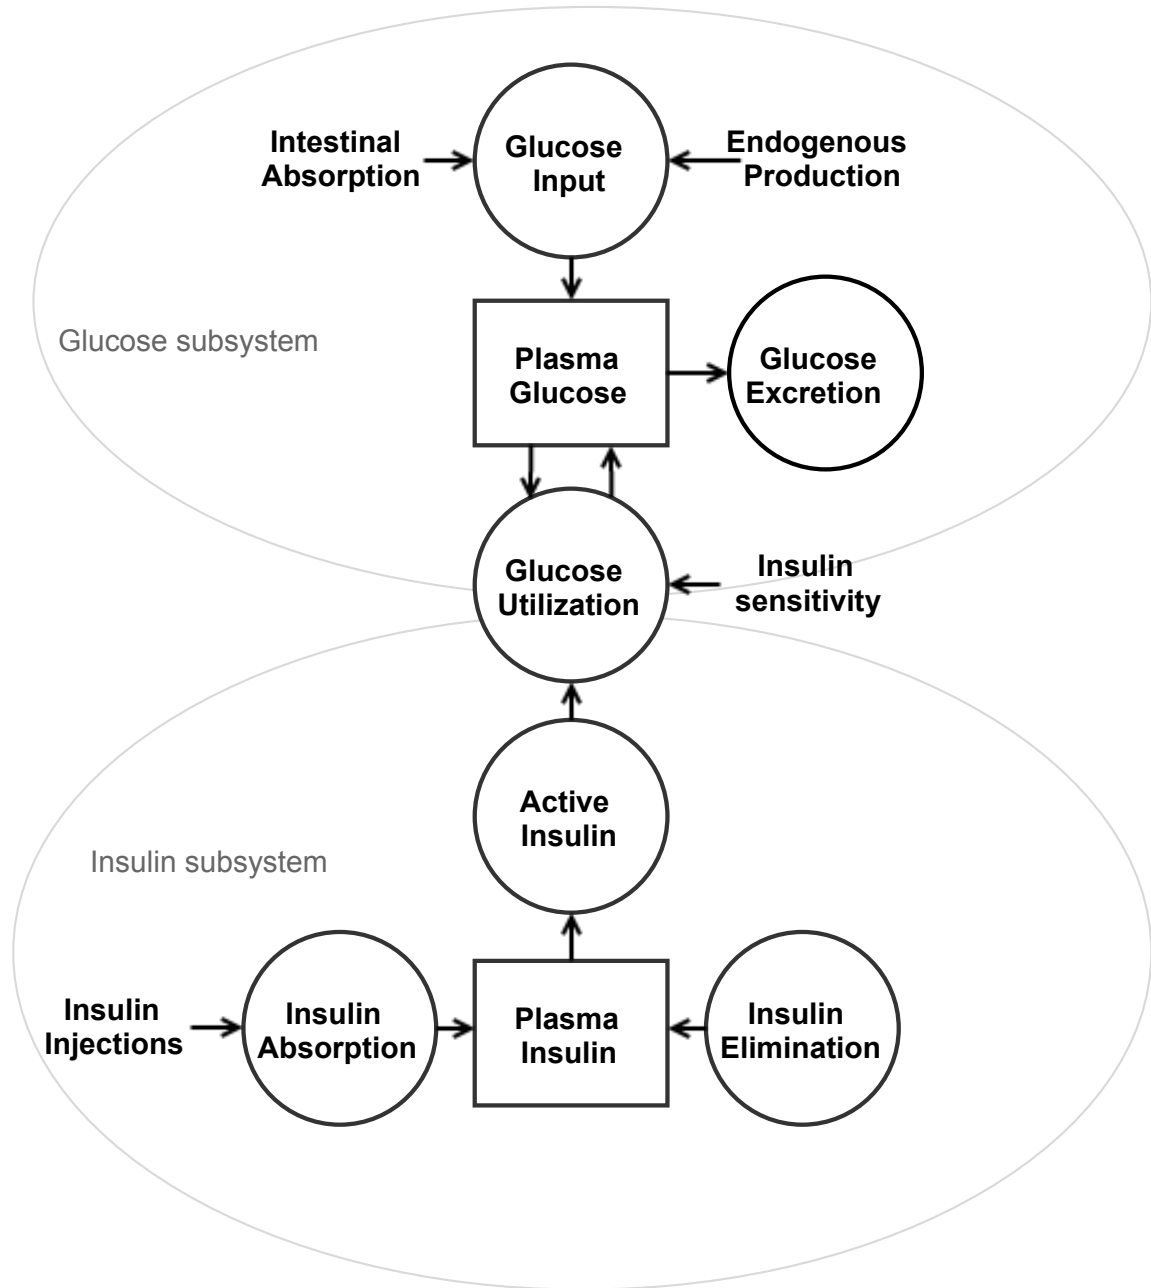 Intestinal
Absorption
Glucose
Input
Endogenous
Production
Glucose subsystem
Plasma
Glucose
Glucose
Excretion
Glucose
Utilization
Insulin
sensitivity
Active
Insulin
Insulin subsystem
Insulin
Injections
Insulin
Absorption
Plasma
Insulin
Insulin
Elimination